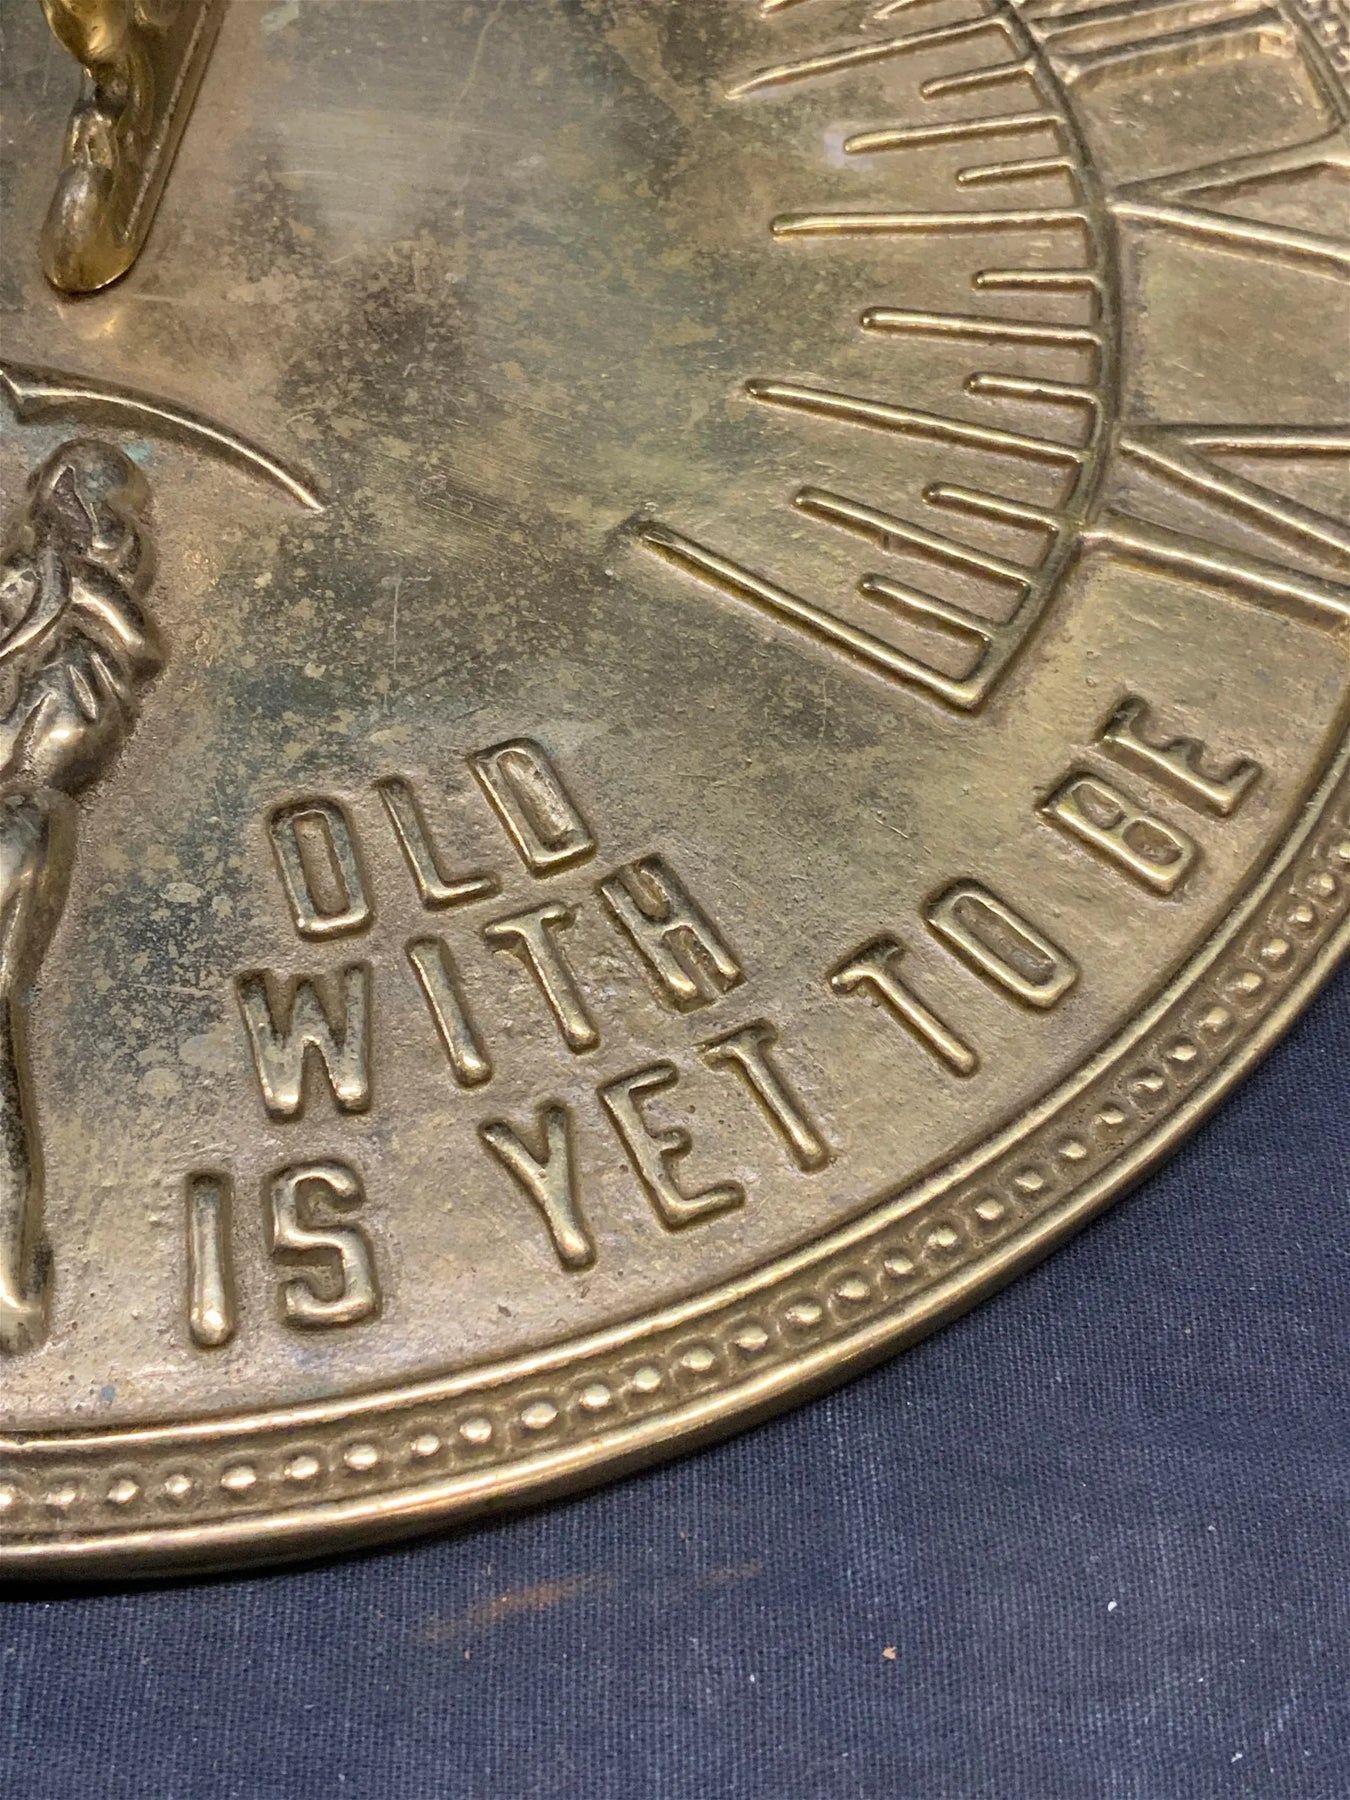 OLD
WITH
IS YET TO BE